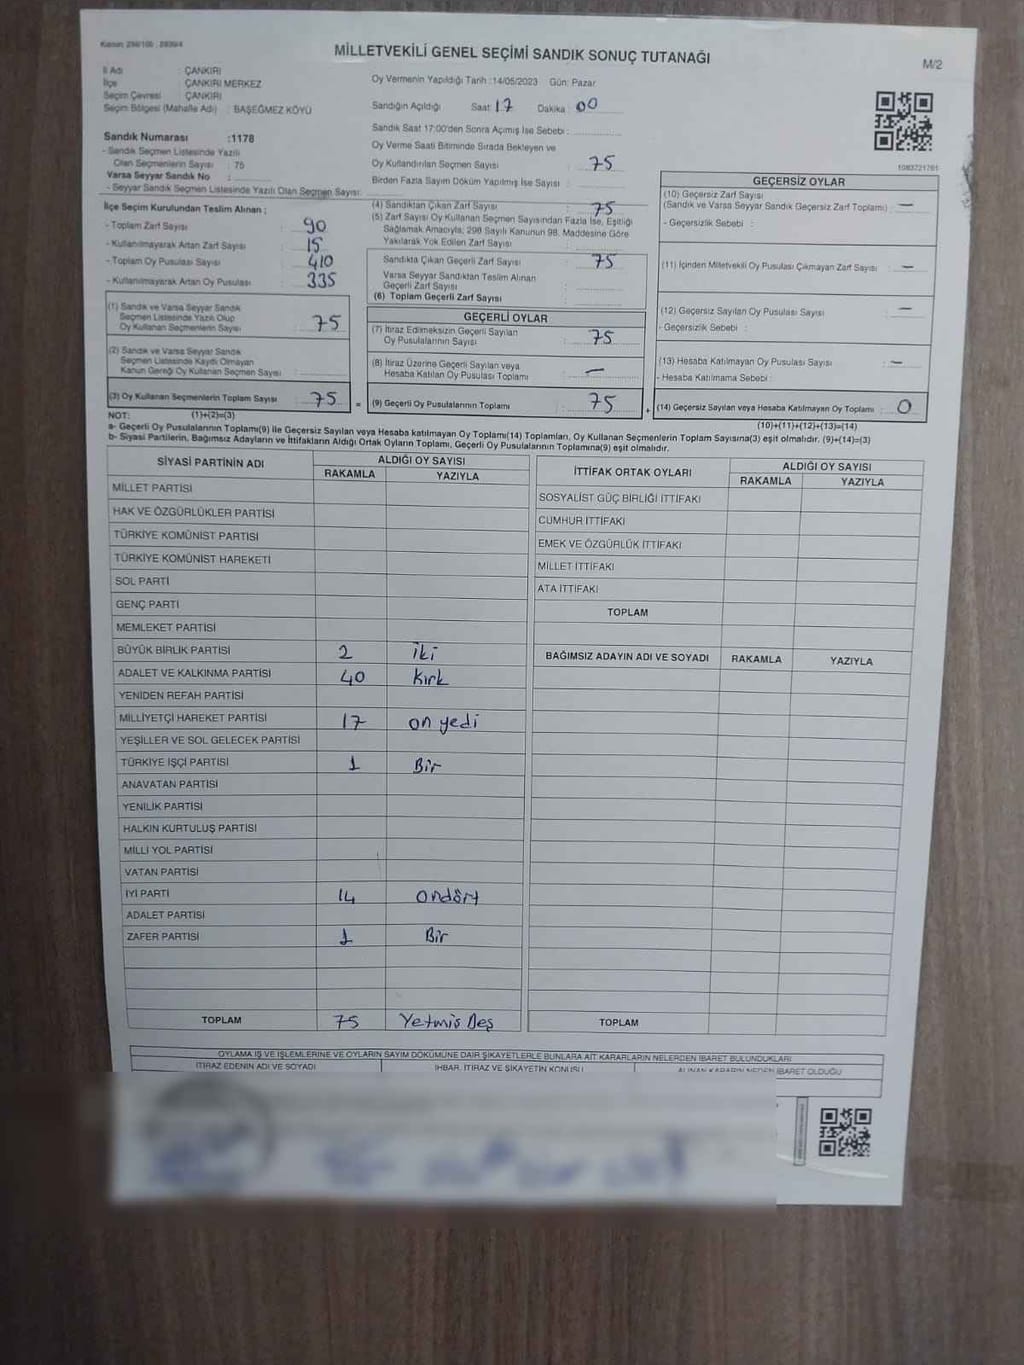 MİLLETVEKİLİ GENEL SEÇİMİ SANDIK SONUÇ TUTANAĞI
M/2
İl Adı : ÇANKIRI
İlçe : ÇANKIRI MERKEZ
Seçim Çevresi : ÇANKIRI
Seçim Bölgesi (Mahalle Adı) : BAŞEĞMEZ KÖYÜ
Sandık Numarası :1178
- Sandık Seçmen Listesinde Yazılı
Olan Seçmenlerin Sayısı : 75
Varsa Seyyar Sandık No :
- Seyyar Sandık Seçmen Listesinde Yazılı Olan Seçmen Sayısı:
Oy Vermenin Yapıldığı Tarih :14/05/2023 Gün: Pazar
Sandığın Açıldığı Saat 17 Dakika : 00
Sandık Saat 17:00'den Sonra Açımış İse Sebebi :
Oy Verme Saati Bitiminde Sırada Bekleyen ve
Oy Kullandırılan Seçmen Sayısı : 75
Birden Fazla Sayım Döküm Yapılmış İse Sayısı :
1083721761
İlçe Seçim Kurulundan Teslim Alınan ;
- Toplam Zarf Sayısı : 90
- Kullanılmayarak Artan Zarf Sayısı : 15
- Toplam Oy Pusulası Sayısı : 410
- Kullanılmayarak Artan Oy Pusulası : 335
(1) Sandık ve Varsa Seyyar Sandık
Seçmen Listesinde Yazılı Olup
Oy Kullanan Seçmenlerin Sayısı : 75
(2) Sandık ve Varsa Seyyar Sandık
Seçmen Listesinde Kaydı Olmayan
Kanun Gereği Oy Kullanan Seçmen Sayısı :
(3) Oy Kullanan Seçmenlerin Toplam Sayısı : 75 =
(4) Sandıktan Çıkan Zarf Sayısı : 75
(5) Zarf Sayısı Oy Kullanan Seçmen Sayısından Fazla İse, Eşitliği
Sağlamak Amacıyla, 298 Sayılı Kanunun 98. Maddesine Göre
Yakılarak Yok Edilen Zarf Sayısı :
Sandıkta Çıkan Geçerli Zarf Sayısı : 75
Varsa Seyyar Sandıktan Teslim Alınan
Geçerli Zarf Sayısı :
(6) Toplam Geçerli Zarf Sayısı :
GEÇERLİ OYLAR
(7) İtiraz Edilmeksizin Geçerli Sayılan
Oy Pusulalarının Sayısı : 75
(8) İtiraz Üzerine Geçerli Sayılan veya
Hesaba Katılan Oy Pusulası Toplamı : —
(9) Geçerli Oy Pusulalarının Toplamı : 75 +
GEÇERSİZ OYLAR
(10) Geçersiz Zarf Sayısı
(Sandık ve Varsa Seyyar Sandık Geçersiz Zarf Toplamı) : —
- Geçersizlik Sebebi :
(11) İçinden Milletvekili Oy Pusulası Çıkmayan Zarf Sayısı : —
(12) Geçersiz Sayılan Oy Pusulası Sayısı : —
- Geçersizlik Sebebi :
(13) Hesaba Katılmayan Oy Pusulası Sayısı : —
- Hesaba Katılmama Sebebi :
(14) Geçersiz Sayılan veya Hesaba Katılmayan Oy Toplamı : 0
NOT: (1)+(2)=(3)
(10)+(11)+(12)+(13)=(14)
a- Geçerli Oy Pusulalarının Toplamı(9) ile Geçersiz Sayılan veya Hesaba katılmayan oy Toplamı(14) Toplamları, Oy Kullanan Seçmenlerin Toplam Sayısına(3) eşit olmalıdır. (9)+(14)=(3)
b- Siyasi Partilerin, Bağımsız Adayların ve İttifakların Aldığı Ortak Oyların Toplamı, Geçerli Oy Pusulalarının Toplamına(9) eşit olmalıdır.
SİYASİ PARTİNİN ADI
ALDIĞI OY SAYISI
RAKAMLA YAZIYLA
MİLLET PARTİSİ
HAK VE ÖZGÜRLÜKLER PARTİSİ
TÜRKİYE KOMÜNİST PARTİSİ
TÜRKİYE KOMÜNİST HAREKETİ
SOL PARTİ
GENÇ PARTİ
MEMLEKET PARTİSİ
BÜYÜK BİRLİK PARTİSİ 2 iki
ADALET VE KALKINMA PARTİSİ 40 Kırk
YENİDEN REFAH PARTİSİ
MİLLİYETÇİ HAREKET PARTİSİ 17 on yedi
YEŞİLLER VE SOL GELECEK PARTİSİ
TÜRKİYE İŞÇİ PARTİSİ 1 Bir
ANAVATAN PARTİSİ
YENİLİK PARTİSİ
HALKIN KURTULUŞ PARTİSİ
MİLLİ YOL PARTİSİ
VATAN PARTİSİ
İYİ PARTİ 14 ondört
ADALET PARTİSİ
ZAFER PARTİSİ 1 Bir
TOPLAM 75 Yetmiş Beş
İTTİFAK ORTAK OYLARI
ALDIĞI OY SAYISI
RAKAMLA YAZIYLA
SOSYALİST GÜÇ BİRLİĞİ İTTİFAKI
CUMHUR İTTİFAKI
EMEK VE ÖZGÜRLÜK İTTİFAKI
MİLLET İTTİFAKI
ATA İTTİFAKI
TOPLAM
BAĞIMSIZ ADAYIN ADI VE SOYADI RAKAMLA YAZIYLA
TOPLAM
OYLAMA İŞ VE İŞLEMLERİNE VE OYLARIN SAYIM DÖKÜMÜNE DAİR ŞİKAYETLERLE BUNLARA AİT KARARLARIN NELERDEN İBARET BULUNDUKLARI
İTİRAZ EDENİN ADI VE SOYADI İHBAR, İTİRAZ VE ŞİKAYETİN KONUSU ALINAN KARARIN NEDEN İBARET OLDUĞU